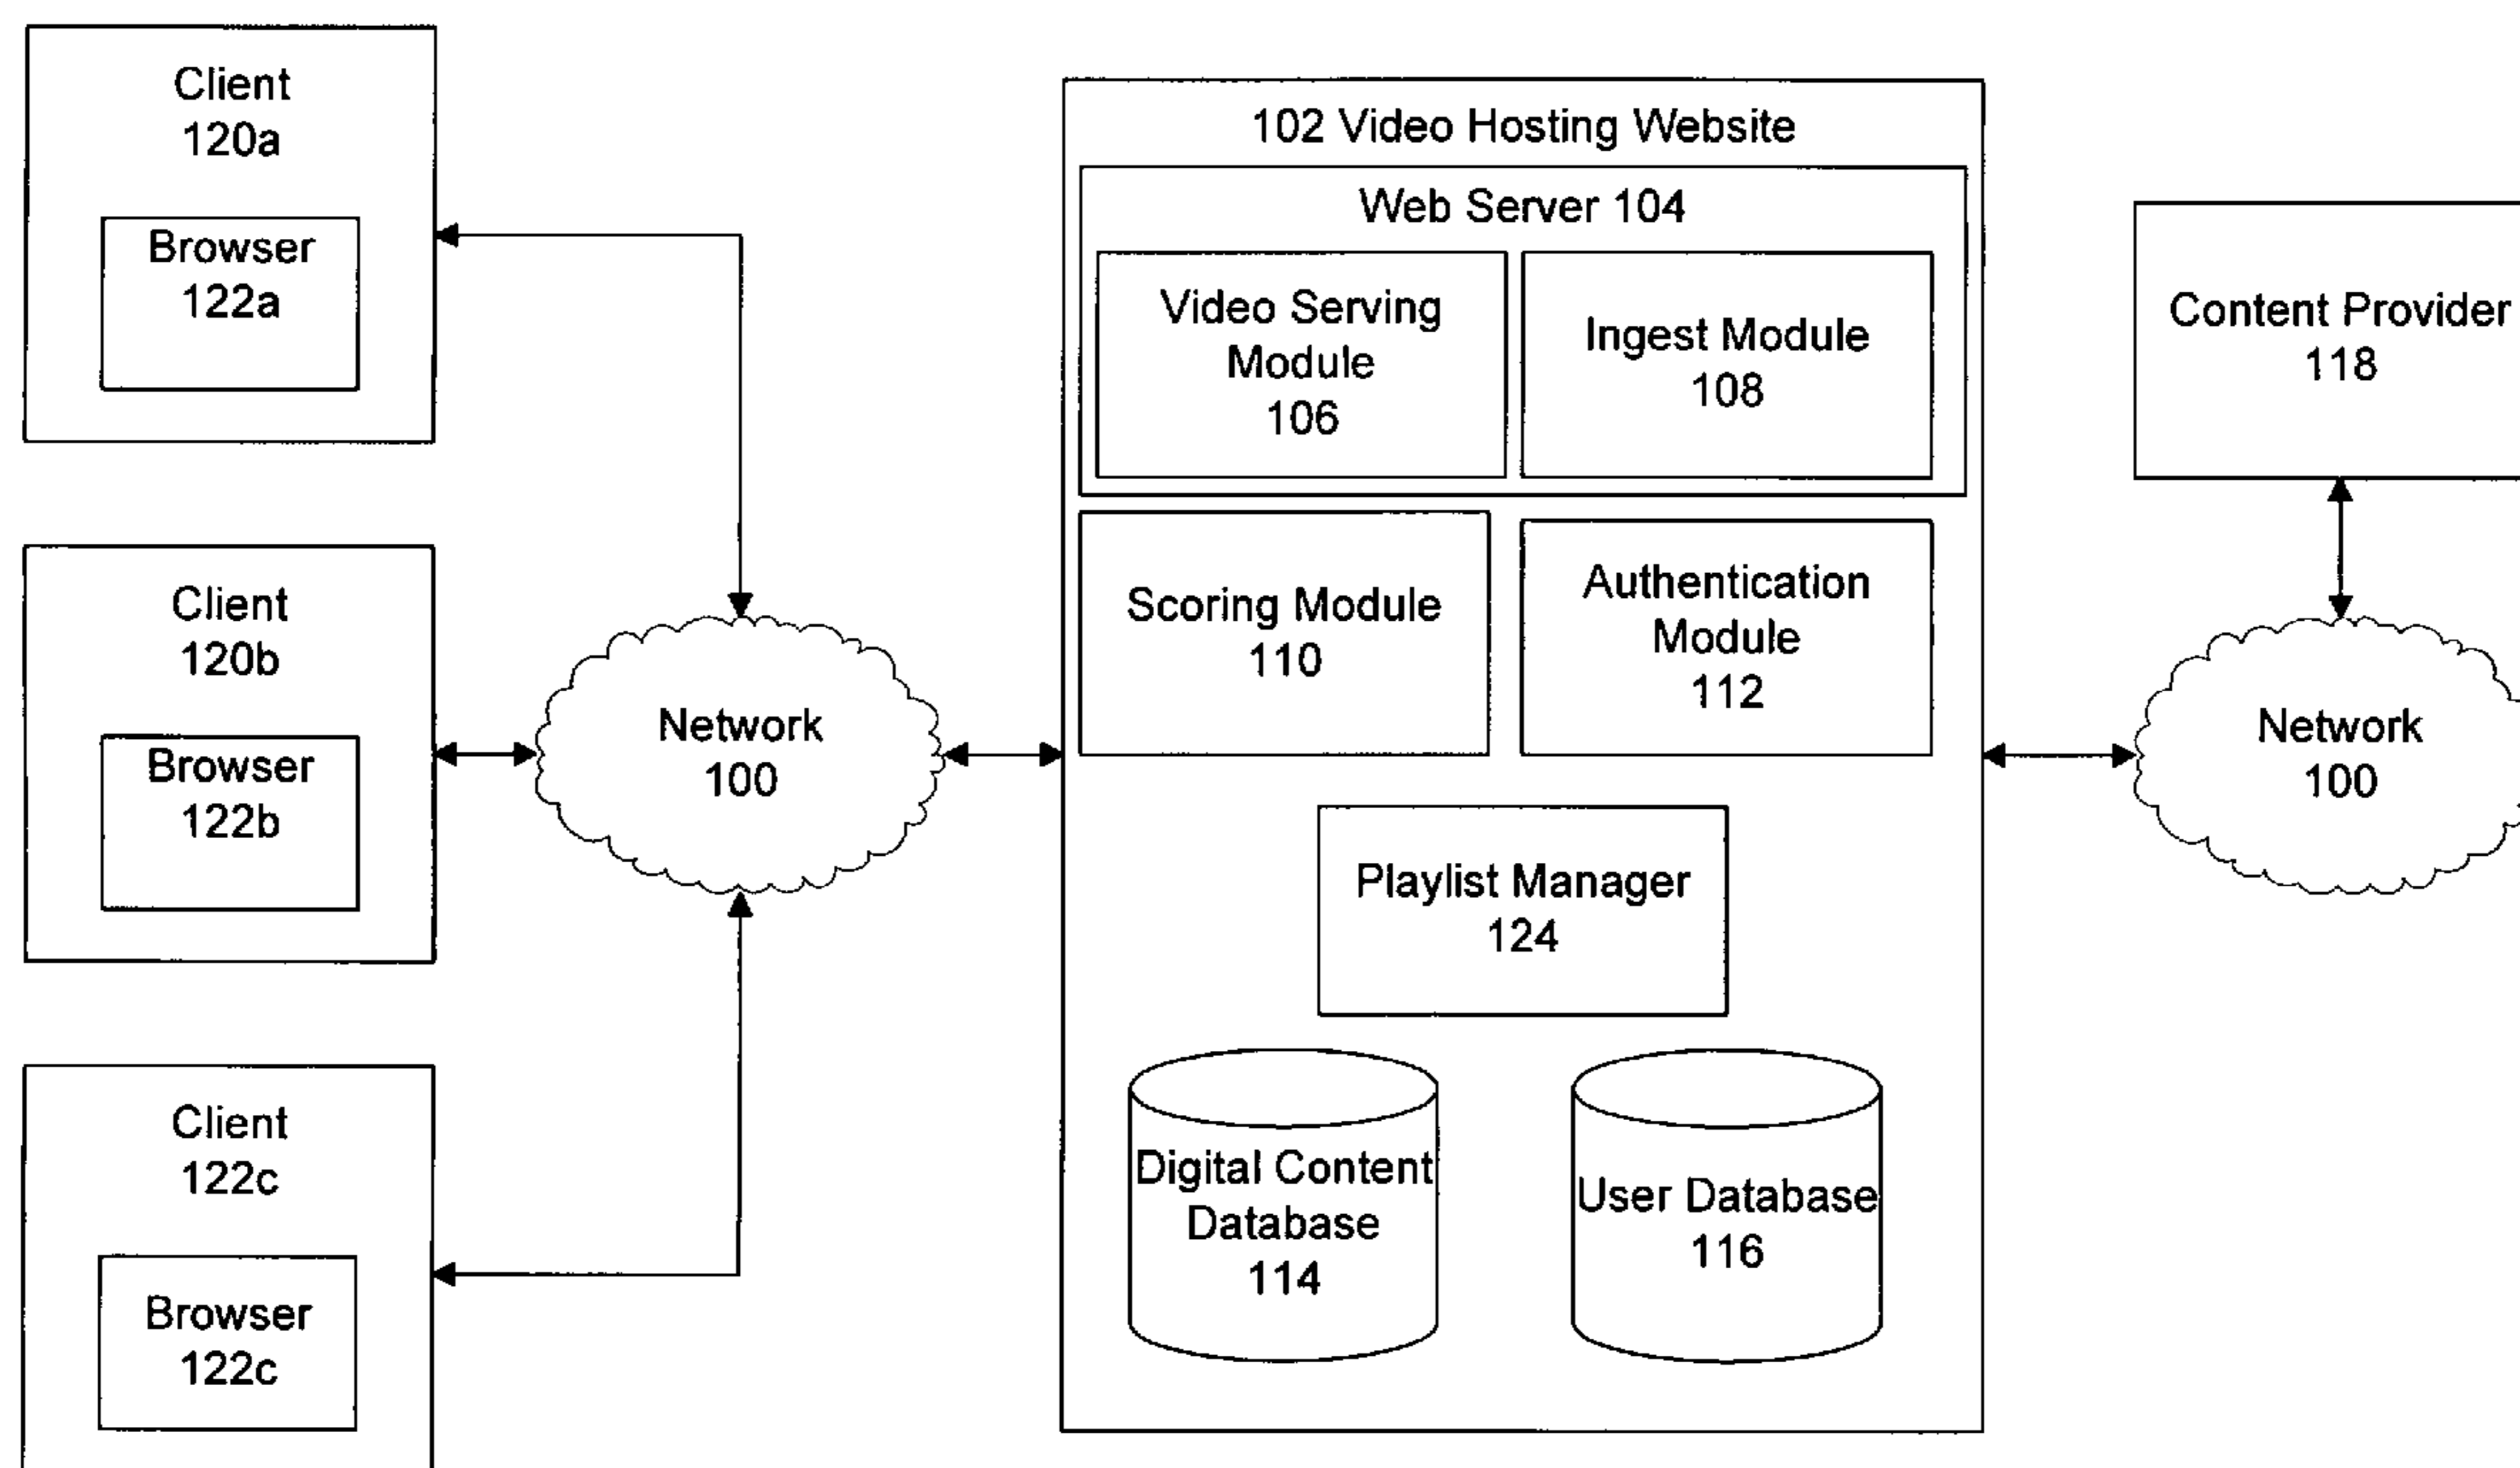 Client
120a
Browser
122a
Client
120b
Browser
122b
Client
122c
Browser
122c
Network
100
102 Video Hosting Website
Web Server 104
Video Serving
Module
106
Ingest Module
108
Scoring Module
110
Authentication
Module
112
Playlist Manager
124
Digital Content
Database
114
User Database
116
Content Provider
118
Network
100